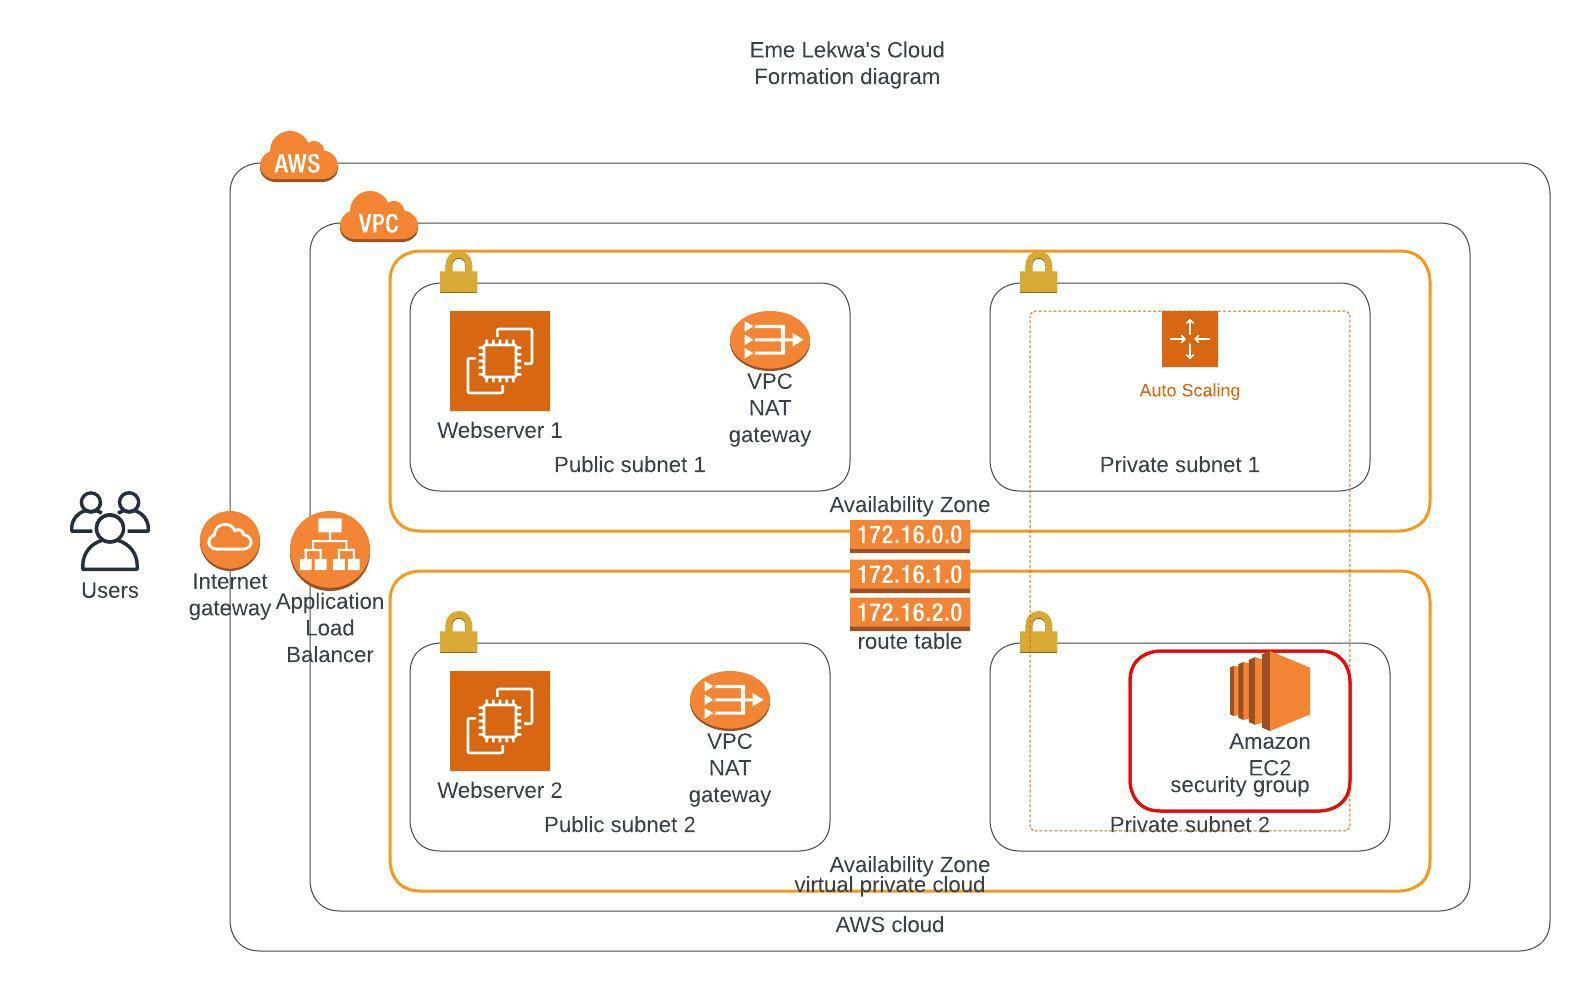 Eme Lekwa's Cloud
Formation diagram
AWS
VPC
Webserver 1
VPC
NAT
gateway
Public subnet 1
Auto Scaling
Private subnet 1
Availability Zone
172.16.0.0
172.16.1.0
172.16.2.0
route table
Users
Internet
gateway
Application
Load
Balancer
Webserver 2
VPC
NAT
gateway
Public subnet 2
Amazon
EC2
security group
Private subnet 2
Availability Zone
virtual private cloud
AWS cloud